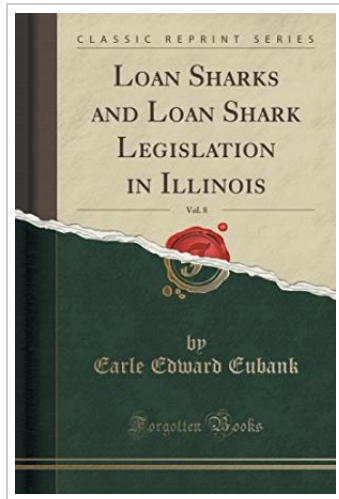 CLASSIC REPRINT SERIES
LOAN SHARKS
AND LOAN SHARK
LEGISLATION
IN ILLINOIS
Vol. 8
by
Earle Edward Eubank
Forgotten Books